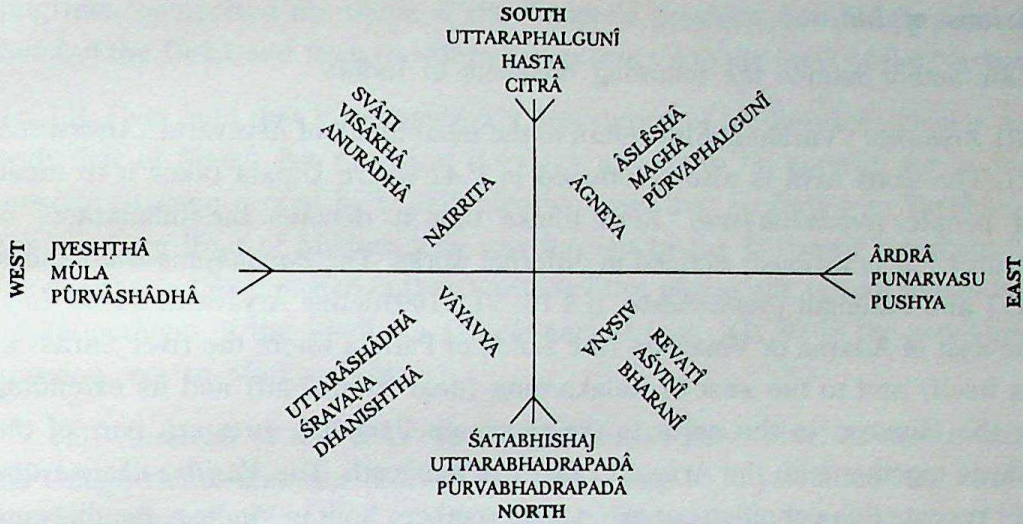 SOUTH
UTTARAPHALGUNÎ
HASTA
CITRÂ
SVÂTI
VISÂKHÂ
ANURÂDHÂ
NAIRRITA
ÂSLÊSHÂ
MAGHÂ
PÛRVAPHALGUNÎ
ÂGNEYA
WEST
JYESHṬHÂ
MÛLA
PÛRVÂSHÂDHÂ
ÂRDRÂ
PUNARVASU
PUSHYA
EAST
VÂYAVYA
UTTARÂSHÂDHÂ
ŚRAVANA
DHANISHTHÂ
AISÂNA
REVATÎ
AŚVINÎ
BHARANÎ
ŚATABHISHAJ
UTTARABHADRAPADÂ
PÛRVABHADRAPADÂ
NORTH